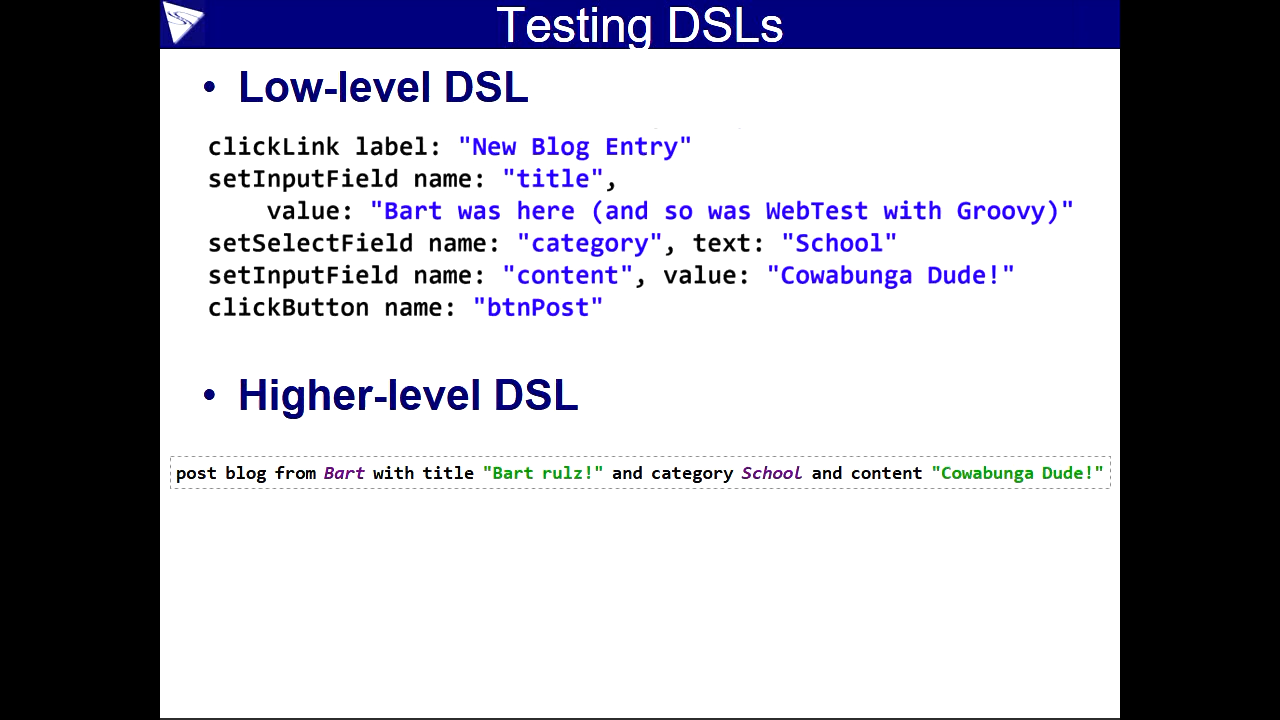 Testing DSLs
• Low-level DSL
clickLink label: "New Blog Entry"
setInputField name: "title",
    value: "Bart was here (and so was WebTest with Groovy)"
setSelectField name: "category", text: "School"
setInputField name: "content", value: "Cowabunga Dude!"
clickButton name: "btnPost"
• Higher-level DSL
post blog from Bart with title "Bart rulz!" and category School and content "Cowabunga Dude!"